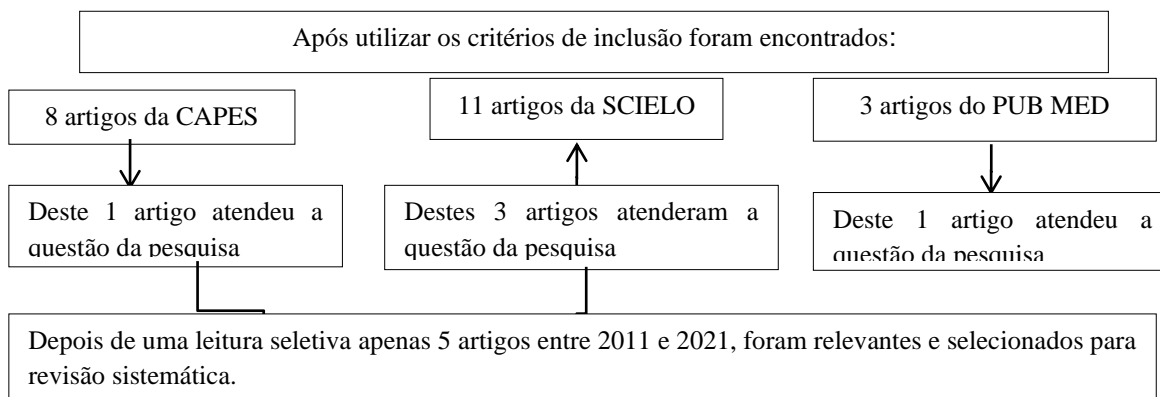 Após utilizar os critérios de inclusão foram encontrados:
8 artigos da CAPES
11 artigos da SCIELO
3 artigos do PUB MED
Deste 1 artigo atendeu a
questão da pesquisa
Destes 3 artigos atenderam a
questão da pesquisa
Deste 1 artigo atendeu a
questão da pesquisa
Depois de uma leitura seletiva apenas 5 artigos entre 2011 e 2021, foram relevantes e selecionados para
revisão sistemática.